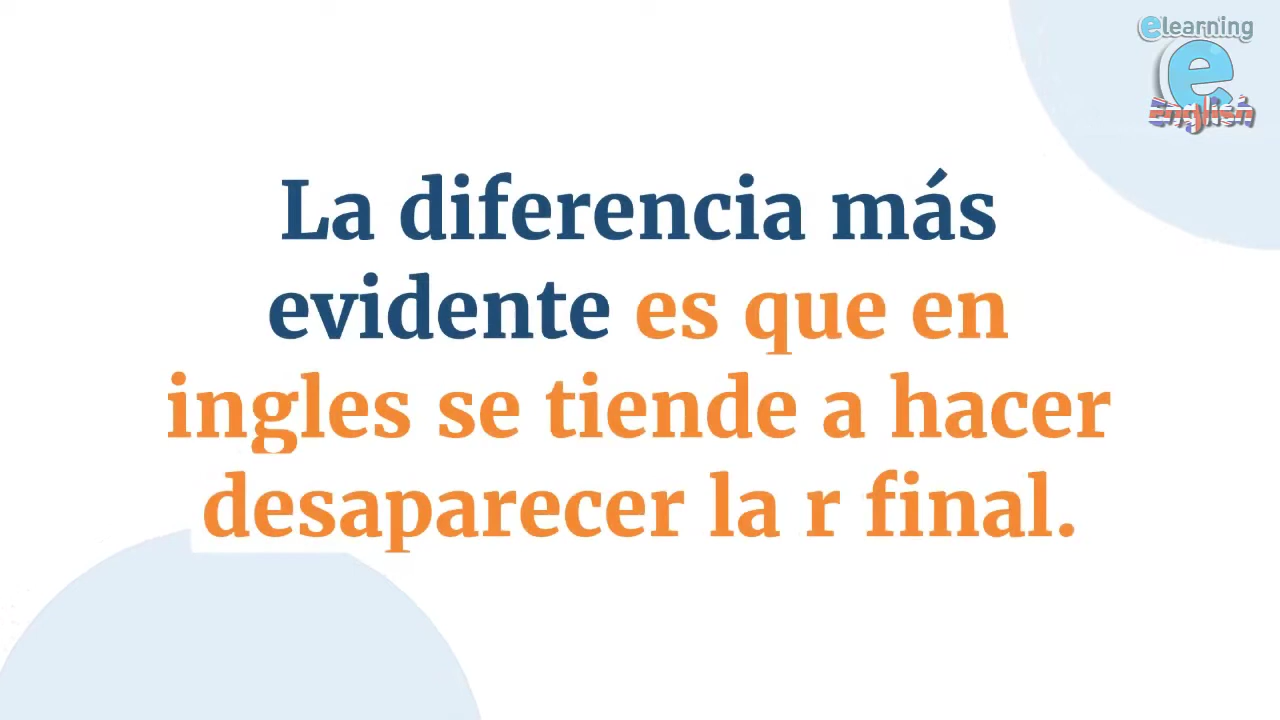 elearning
e
English
La diferencia más
evidente es que en
ingles se tiende a hacer
desaparecer la r final.